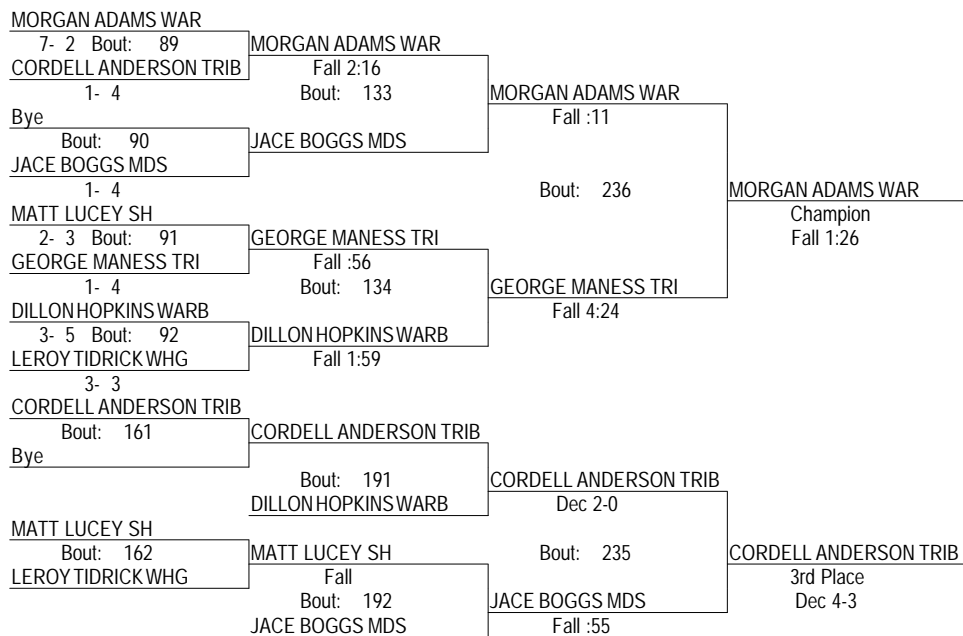 MORGAN ADAMS WAR
7- 2 Bout: 89 MORGAN ADAMS WAR
CORDELL ANDERSON TRIB Fall 2:16
1- 4 Bout: 133 MORGAN ADAMS WAR
Bye Fall :11
Bout: 90 JACE BOGGS MDS
JACE BOGGS MDS
1- 4 Bout: 236 MORGAN ADAMS WAR
MATT LUCEY SH Champion
2- 3 Bout: 91 GEORGE MANESS TRI Fall 1:26
GEORGE MANESS TRI Fall :56
1- 4 Bout: 134 GEORGE MANESS TRI
DILLON HOPKINS WARB Fall 4:24
3- 5 Bout: 92 DILLON HOPKINS WARB
LEROY TIDRICK WHG Fall 1:59
3- 3
CORDELL ANDERSON TRIB
Bout: 161 CORDELL ANDERSON TRIB
Bye
Bout: 191 CORDELL ANDERSON TRIB
DILLON HOPKINS WARB Dec 2-0
MATT LUCEY SH
Bout: 162 MATT LUCEY SH Bout: 235 CORDELL ANDERSON TRIB
LEROY TIDRICK WHG Fall 3rd Place
Bout: 192 JACE BOGGS MDS Dec 4-3
JACE BOGGS MDS Fall :55